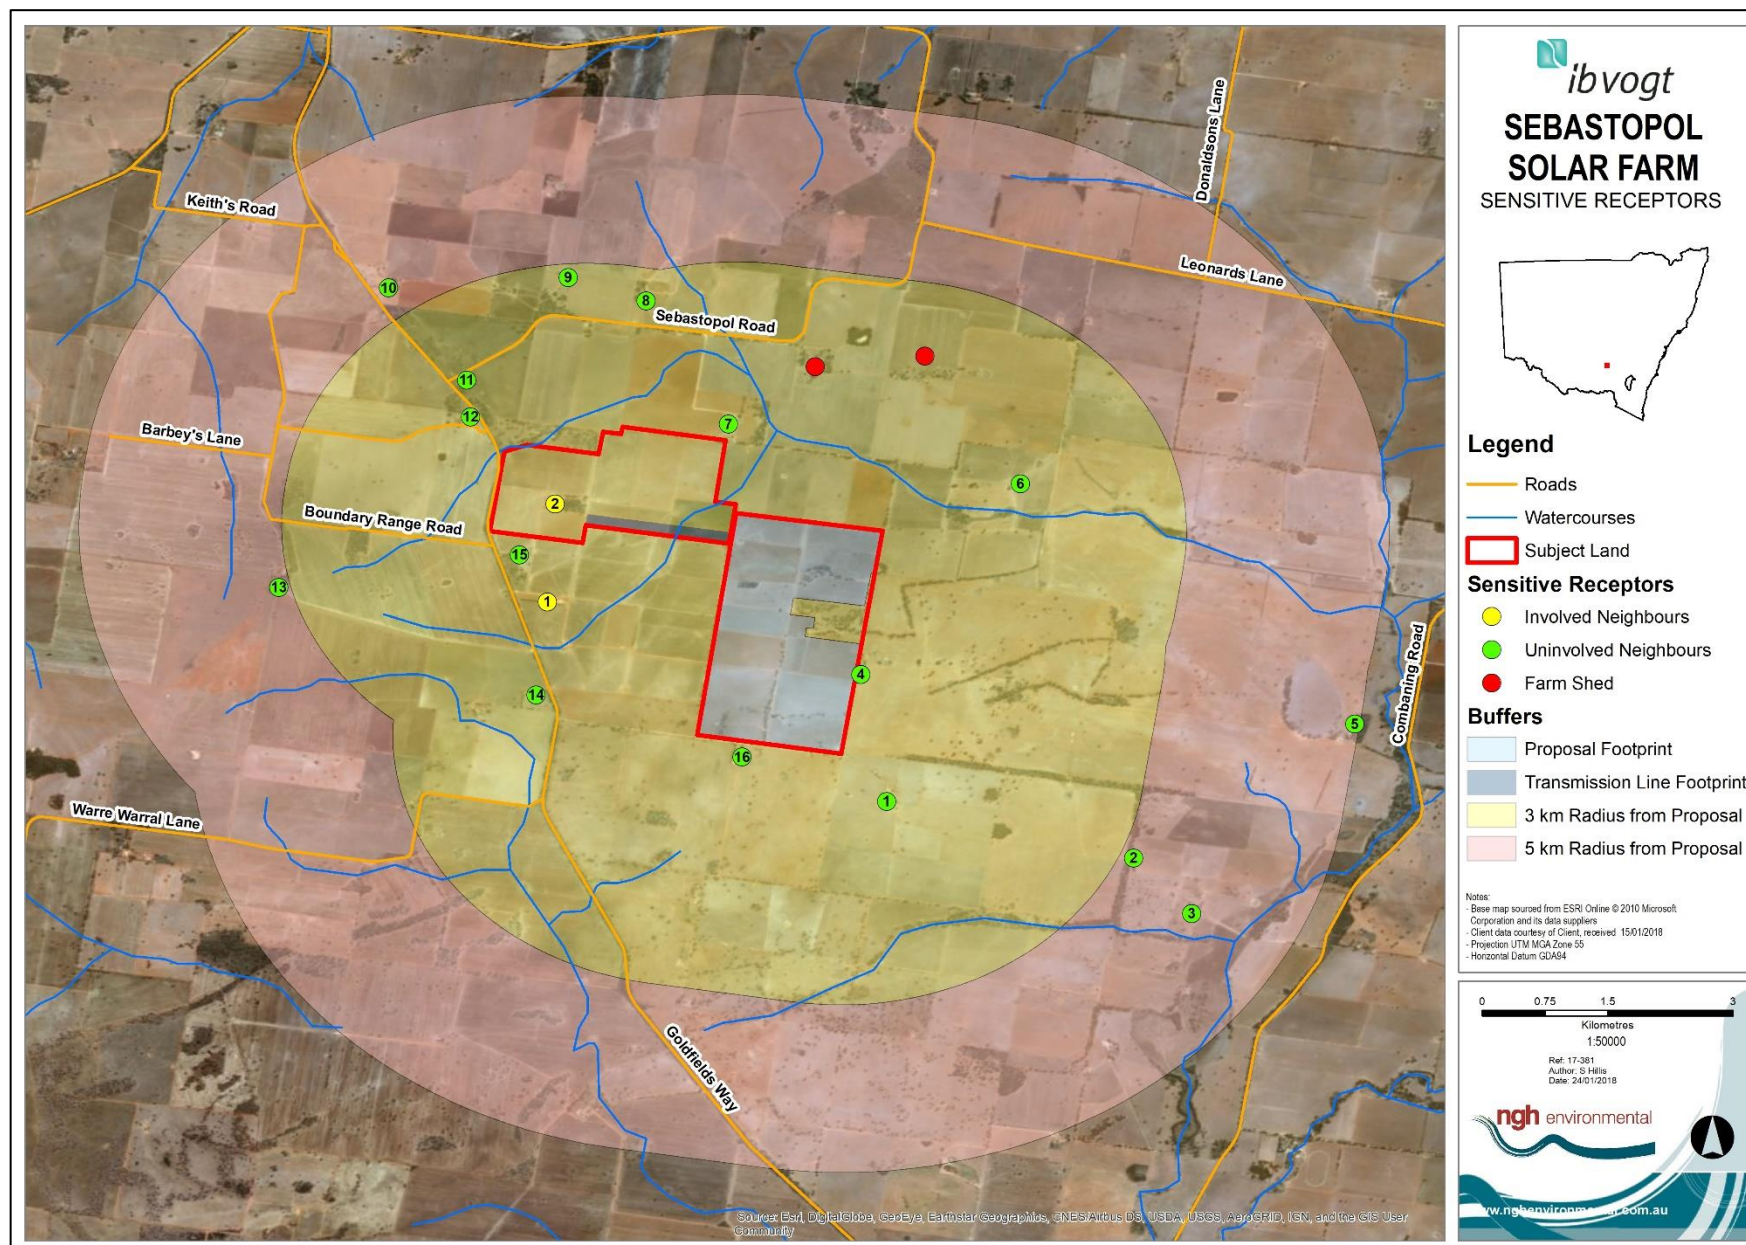 Keith's Road
Donaldsons Lane
Leonards Lane
10
9
8
Sebastopol Road
11
12
7
Barbey's Lane
6
2
Boundary Range Road
15
13
1
4
14
5
Combaning Road
16
1
Warre Warral Lane
2
3
Goldfields Way
Source: Esri, DigitalGlobe, GeoEye, Earthstar Geographics, CNES/Airbus DS, USDA, USGS, AeroGRID, IGN, and the GIS User
Community
ib vogt
SEBASTOPOL
SOLAR FARM
SENSITIVE RECEPTORS
Legend
Roads
Watercourses
Subject Land
Sensitive Receptors
Involved Neighbours
Uninvolved Neighbours
Farm Shed
Buffers
Proposal Footprint
Transmission Line Footprint
3 km Radius from Proposal
5 km Radius from Proposal
Notes:
- Base map sourced from ESRI Online © 2010 Microsoft
Corporation and its data suppliers
- Client data courtesy of Client, received 15/01/2018
- Projection UTM MGA Zone 55
- Horizontal Datum GDA94
0 0.75 1.5 3
Kilometres
1:50000
Ref: 17-381
Author: S Hillis
Date: 24/01/2018
ngh environmental
www.nghenvironmental.com.au